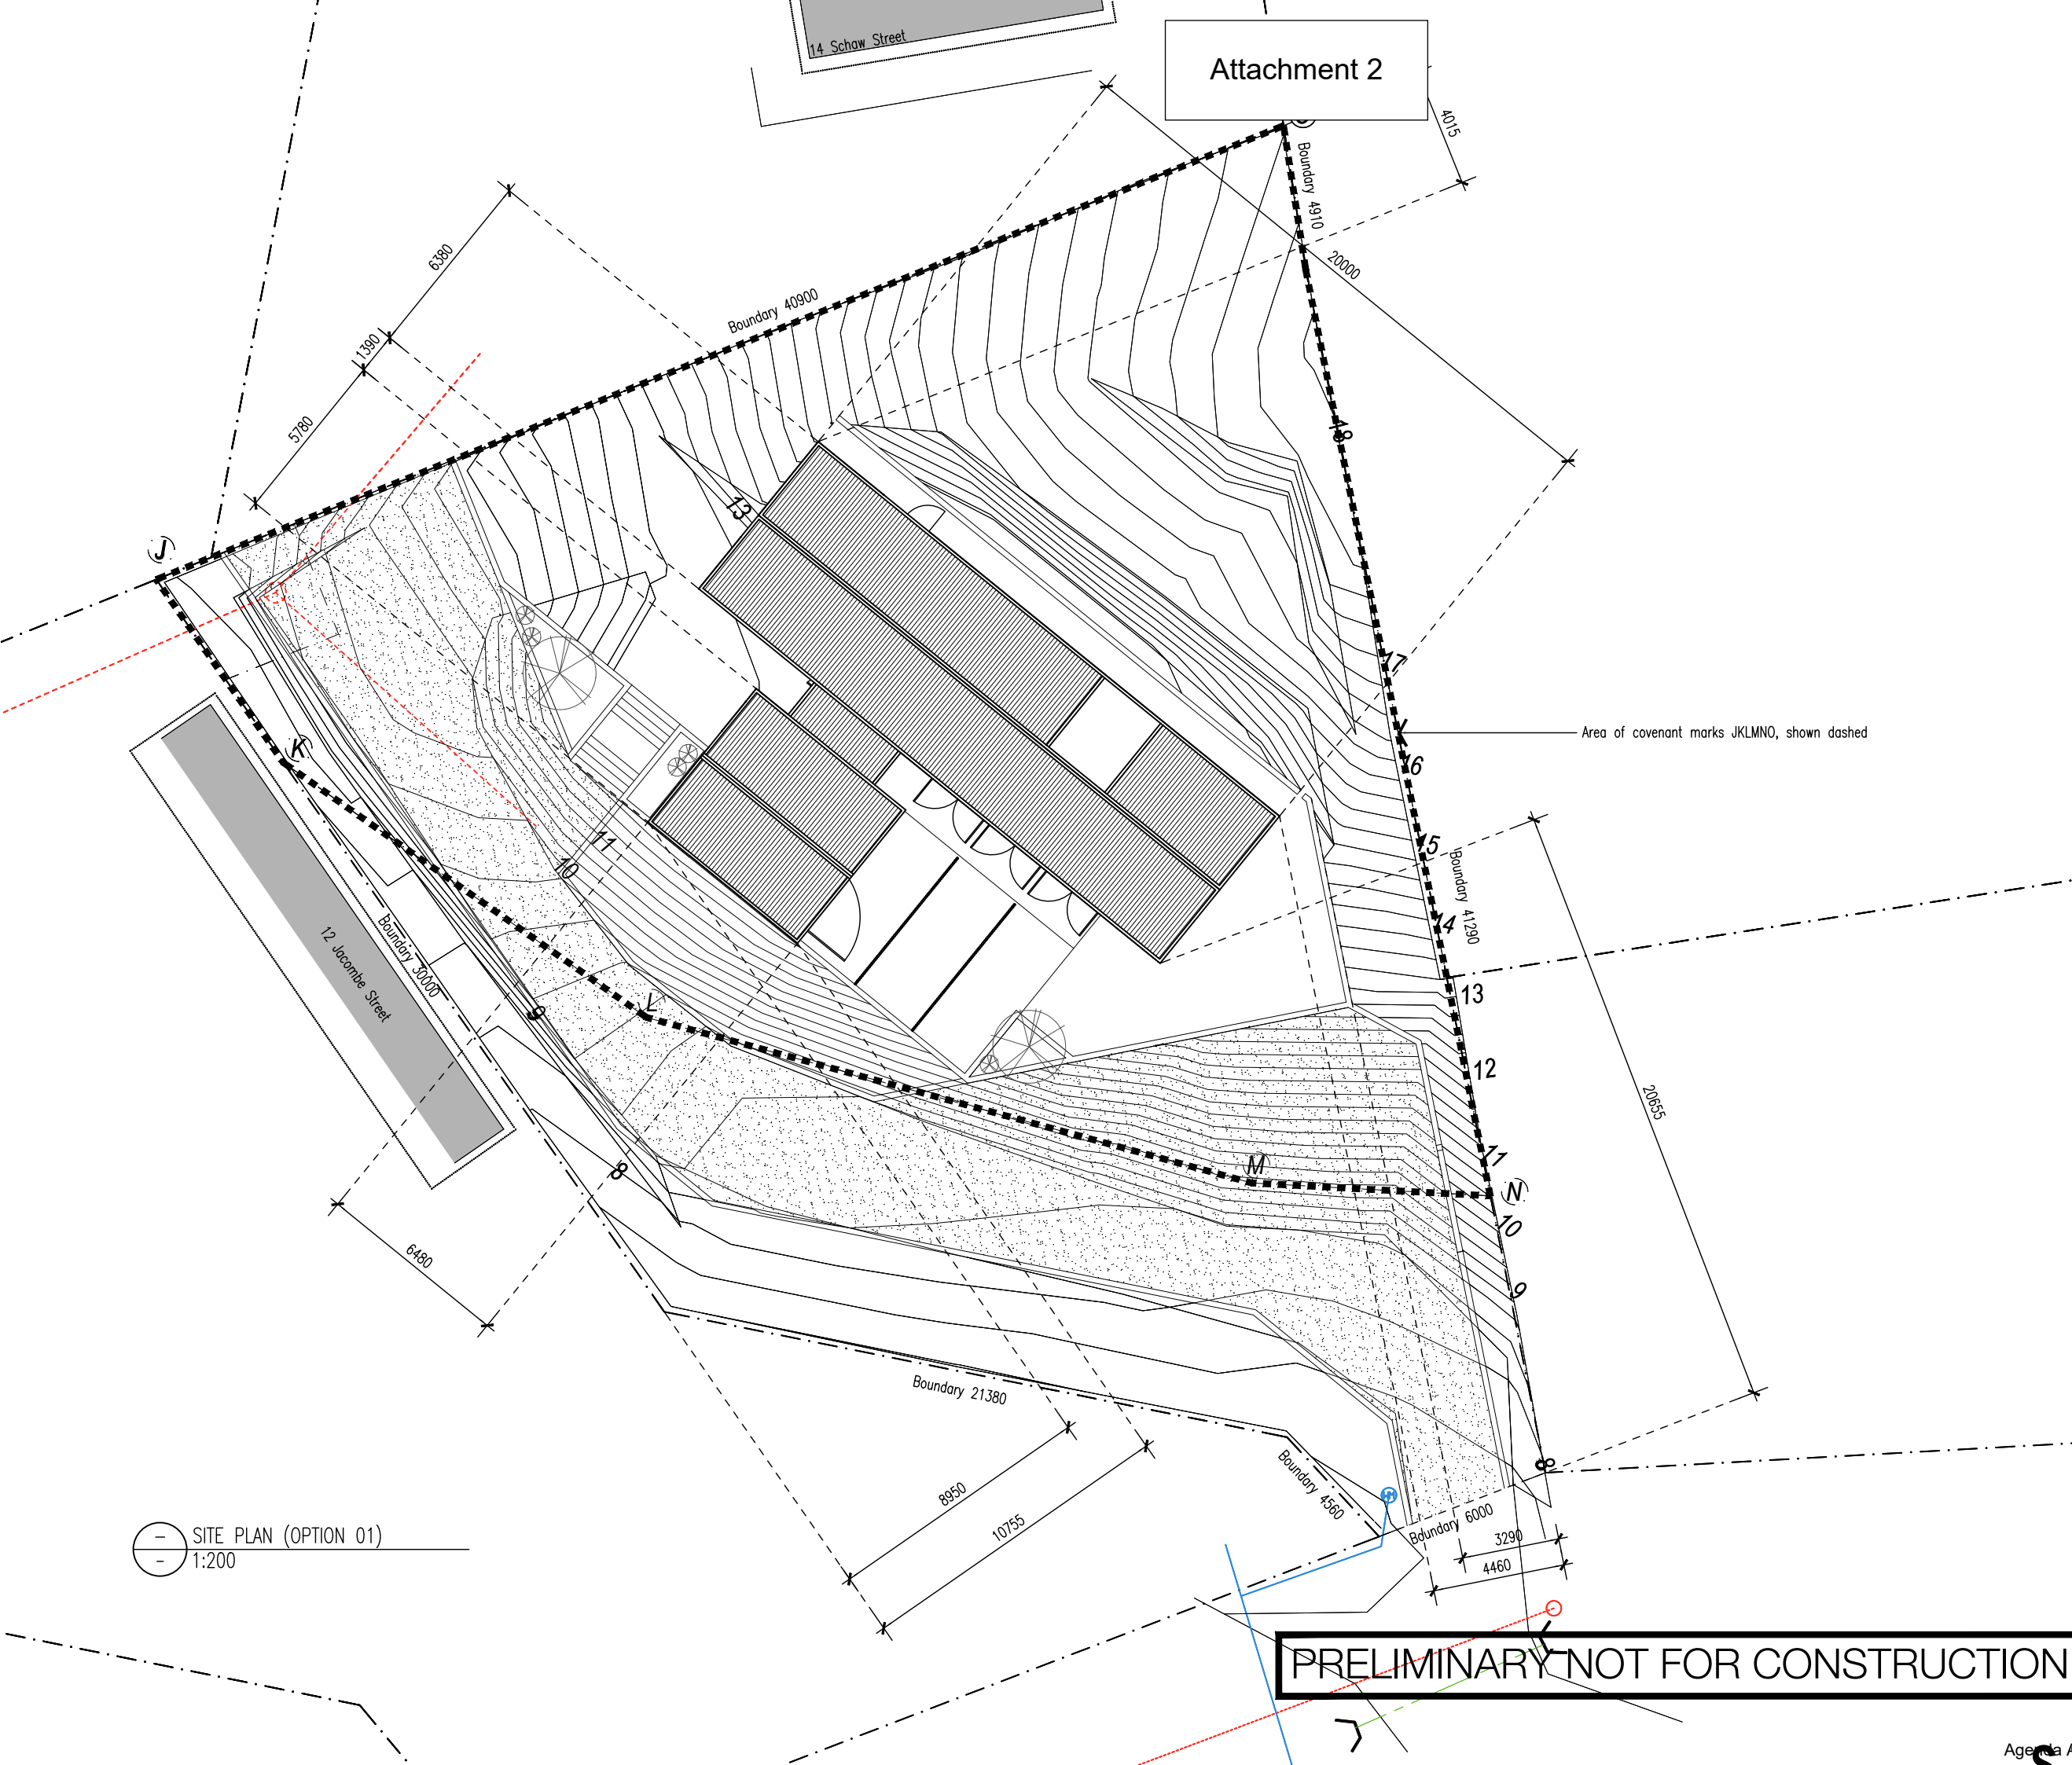 14 Schaw Street
Attachment 2
4015
Boundary 4910
20000
6380
Boundary 40900
1390
5780
18
13
J
17
K
Area of covenant marks JKLMNO, shown dashed
16
15
Boundary 41290
11
10
14
12 Jacombe Street
Boundary 30000
13
L
9
12
20655
11
M
N
8
10
6480
9
Boundary 21380
8
Boundary 4560
8950
10755
Boundary 6000
3290
4460
SITE PLAN (OPTION 01)
1:200
PRELIMINARY NOT FOR CONSTRUCTION
Agenda A
S